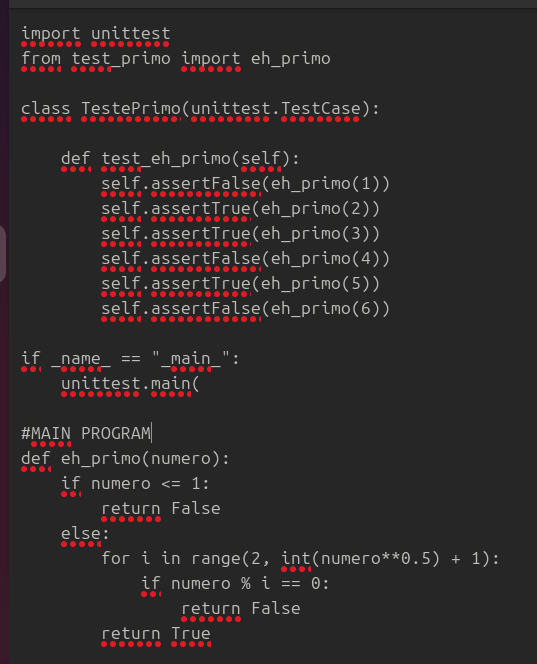 import unittest
from test_primo import eh_primo

class TestePrimo(unittest.TestCase):

    def test_eh_primo(self):
        self.assertFalse(eh_primo(1))
        self.assertTrue(eh_primo(2))
        self.assertTrue(eh_primo(3))
        self.assertFalse(eh_primo(4))
        self.assertTrue(eh_primo(5))
        self.assertFalse(eh_primo(6))

if _name_ == "_main_":
    unittest.main(

#MAIN PROGRAM
def eh_primo(numero):
    if numero <= 1:
        return False
    else:
        for i in range(2, int(numero**0.5) + 1):
            if numero % i == 0:
                return False
        return True